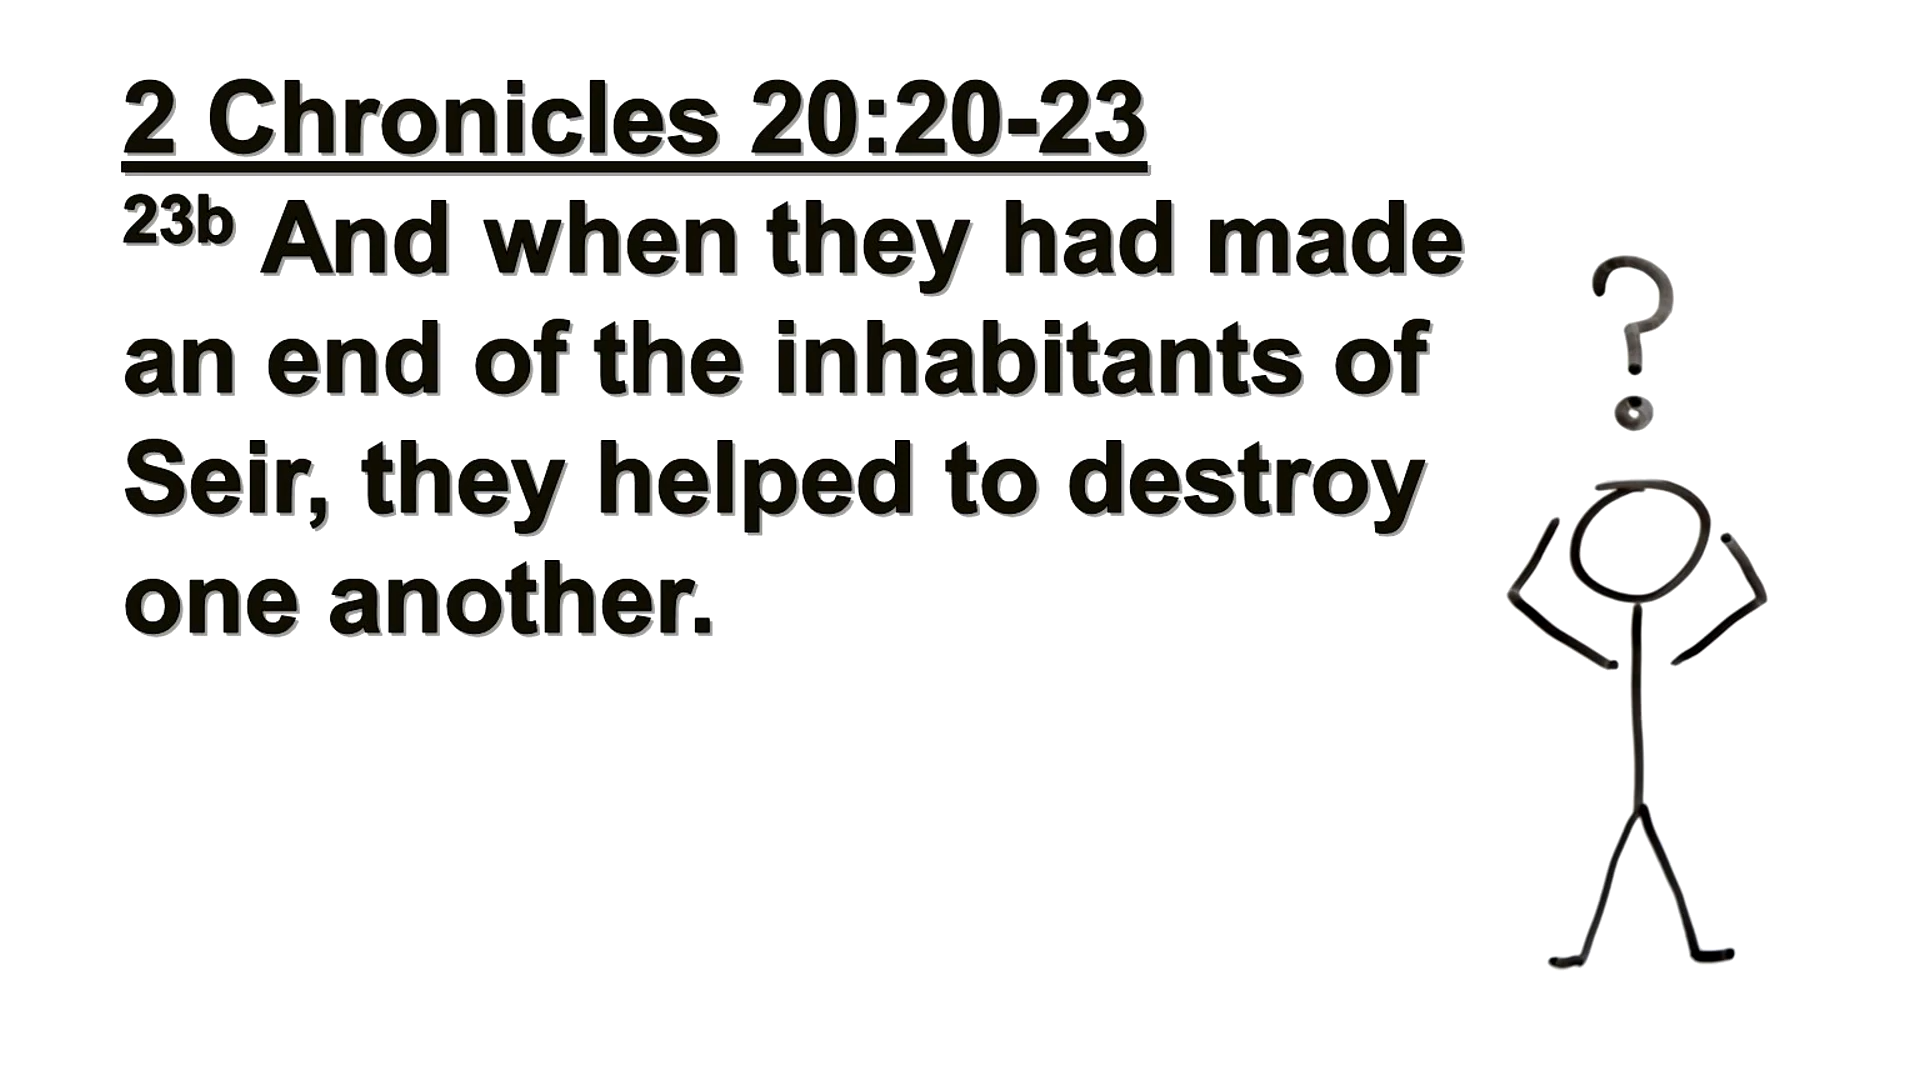 2 Chronicles 20:20-23
23b And when they had made
an end of the inhabitants of
Seir, they helped to destroy
one another.
?